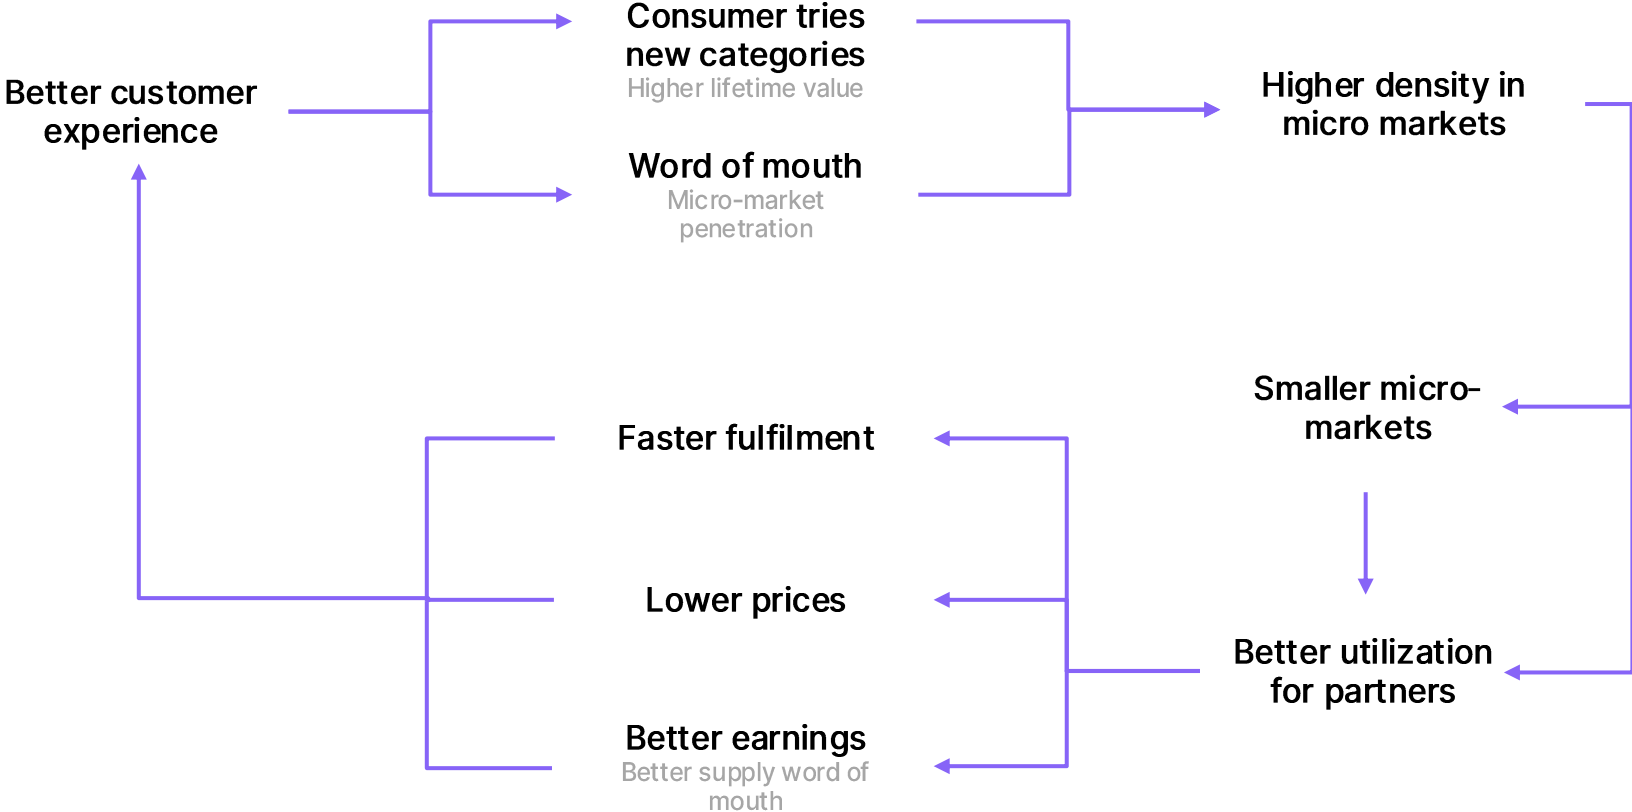 Better customer
experience
Consumer tries
new categories
Higher lifetime value
Word of mouth
Micro-market
penetration
Higher density in
micro markets
Smaller micro-
markets
Better utilization
for partners
Faster fulfilment
Lower prices
Better earnings
Better supply word of
mouth